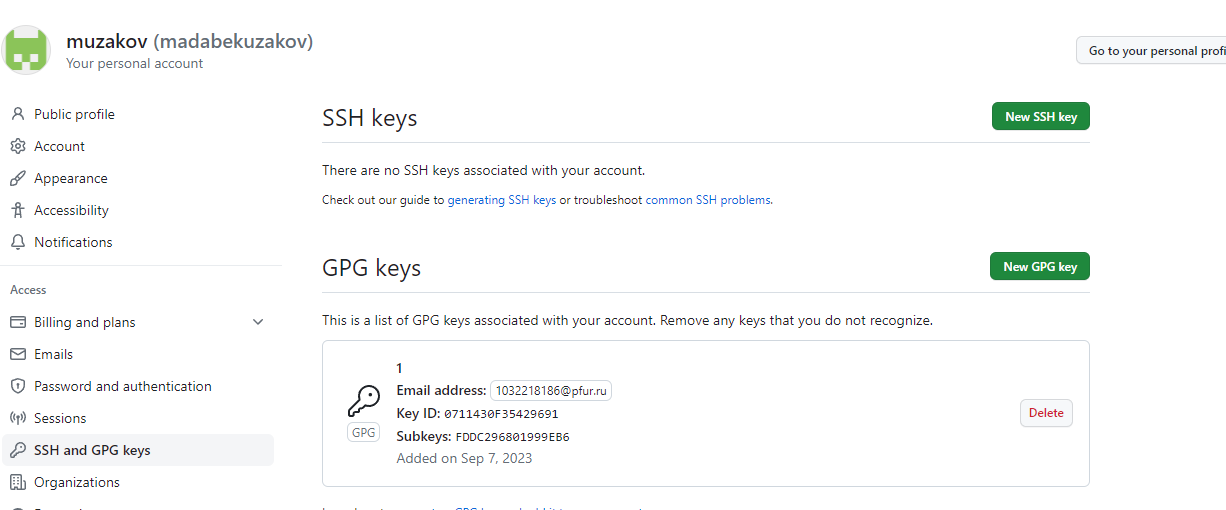 muzakov (madabekuzakov)
Your personal account
Go to your personal profi
Public profile
Account
Appearance
Accessibility
Notifications
Access
Billing and plans
Emails
Password and authentication
Sessions
SSH and GPG keys
Organizations
SSH keys
New SSH key
There are no SSH keys associated with your account.
Check out our guide to generating SSH keys or troubleshoot common SSH problems.
GPG keys
New GPG key
This is a list of GPG keys associated with your account. Remove any keys that you do not recognize.
1
Email address: 1032218186@pfur.ru
Key ID: 0711430F35429691
GPG
Subkeys: FDDC296801999EB6
Added on Sep 7, 2023
Delete